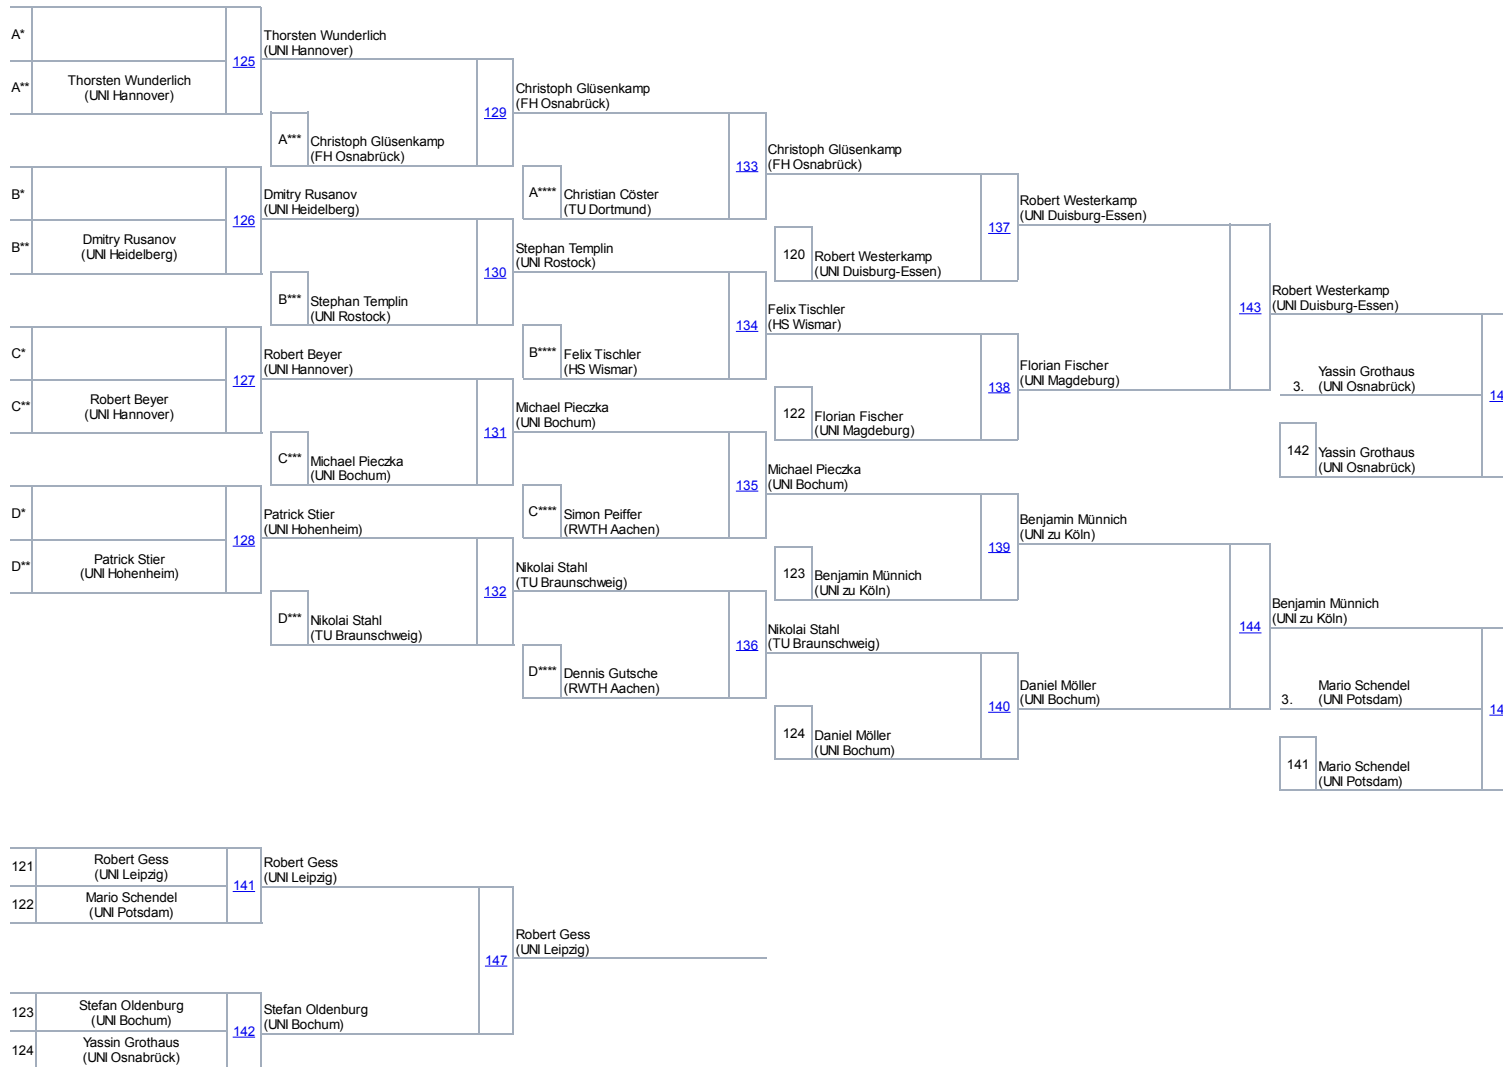 A*
A**
Thorsten Wunderlich
(UNI Hannover)
125
Thorsten Wunderlich
(UNI Hannover)
A***
Christoph Glüsenkamp
(FH Osnabrück)
129
Christoph Glüsenkamp
(FH Osnabrück)
A****
Christian Cöster
(TU Dortmund)
133
Christoph Glüsenkamp
(FH Osnabrück)
B*
B**
Dmitry Rusanov
(UNI Heidelberg)
126
Dmitry Rusanov
(UNI Heidelberg)
B***
Stephan Templin
(UNI Rostock)
130
Stephan Templin
(UNI Rostock)
B****
Felix Tischler
(HS Wismar)
134
Felix Tischler
(HS Wismar)
120
Robert Westerkamp
(UNI Duisburg-Essen)
137
Robert Westerkamp
(UNI Duisburg-Essen)
122
Florian Fischer
(UNI Magdeburg)
138
Florian Fischer
(UNI Magdeburg)
143
Robert Westerkamp
(UNI Duisburg-Essen)
3.
Yassin Grothaus
(UNI Osnabrück)
142
Yassin Grothaus
(UNI Osnabrück)
C*
C**
Robert Beyer
(UNI Hannover)
127
Robert Beyer
(UNI Hannover)
C***
Michael Pieczka
(UNI Bochum)
131
Michael Pieczka
(UNI Bochum)
C****
Simon Peiffer
(RWTH Aachen)
135
Michael Pieczka
(UNI Bochum)
D*
D**
Patrick Stier
(UNI Hohenheim)
128
Patrick Stier
(UNI Hohenheim)
D***
Nikolai Stahl
(TU Braunschweig)
132
Nikolai Stahl
(TU Braunschweig)
D****
Dennis Gutsche
(RWTH Aachen)
136
Nikolai Stahl
(TU Braunschweig)
123
Benjamin Münnich
(UNI zu Köln)
139
Benjamin Münnich
(UNI zu Köln)
124
Daniel Möller
(UNI Bochum)
140
Daniel Möller
(UNI Bochum)
144
Benjamin Münnich
(UNI zu Köln)
3.
Mario Schendel
(UNI Potsdam)
141
Mario Schendel
(UNI Potsdam)
121
Robert Gess
(UNI Leipzig)
122
Mario Schendel
(UNI Potsdam)
141
Robert Gess
(UNI Leipzig)
123
Stefan Oldenburg
(UNI Bochum)
124
Yassin Grothaus
(UNI Osnabrück)
142
Stefan Oldenburg
(UNI Bochum)
147
Robert Gess
(UNI Leipzig)